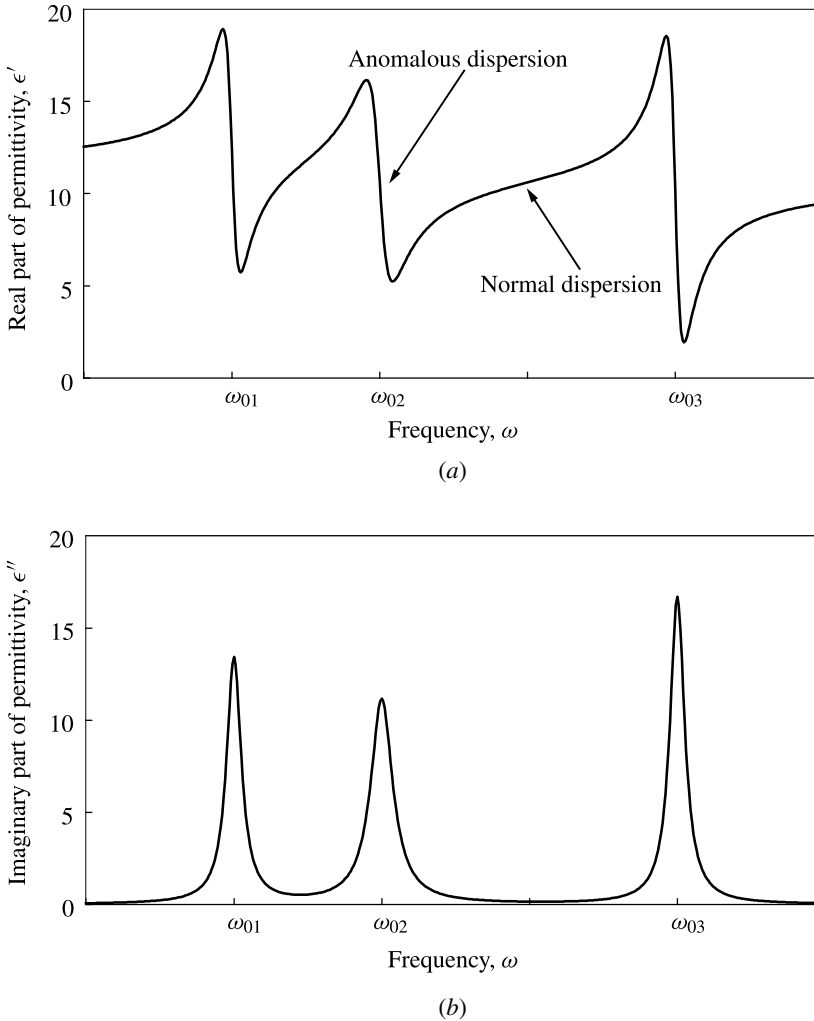 20
15
10
5
0
Real part of permittivity, ϵ′
Anomalous dispersion
Normal dispersion
ω01 ω02 ω03
Frequency, ω
(a)
20
15
10
5
0
Imaginary part of permittivity, ϵ″
ω01 ω02 ω03
Frequency, ω
(b)